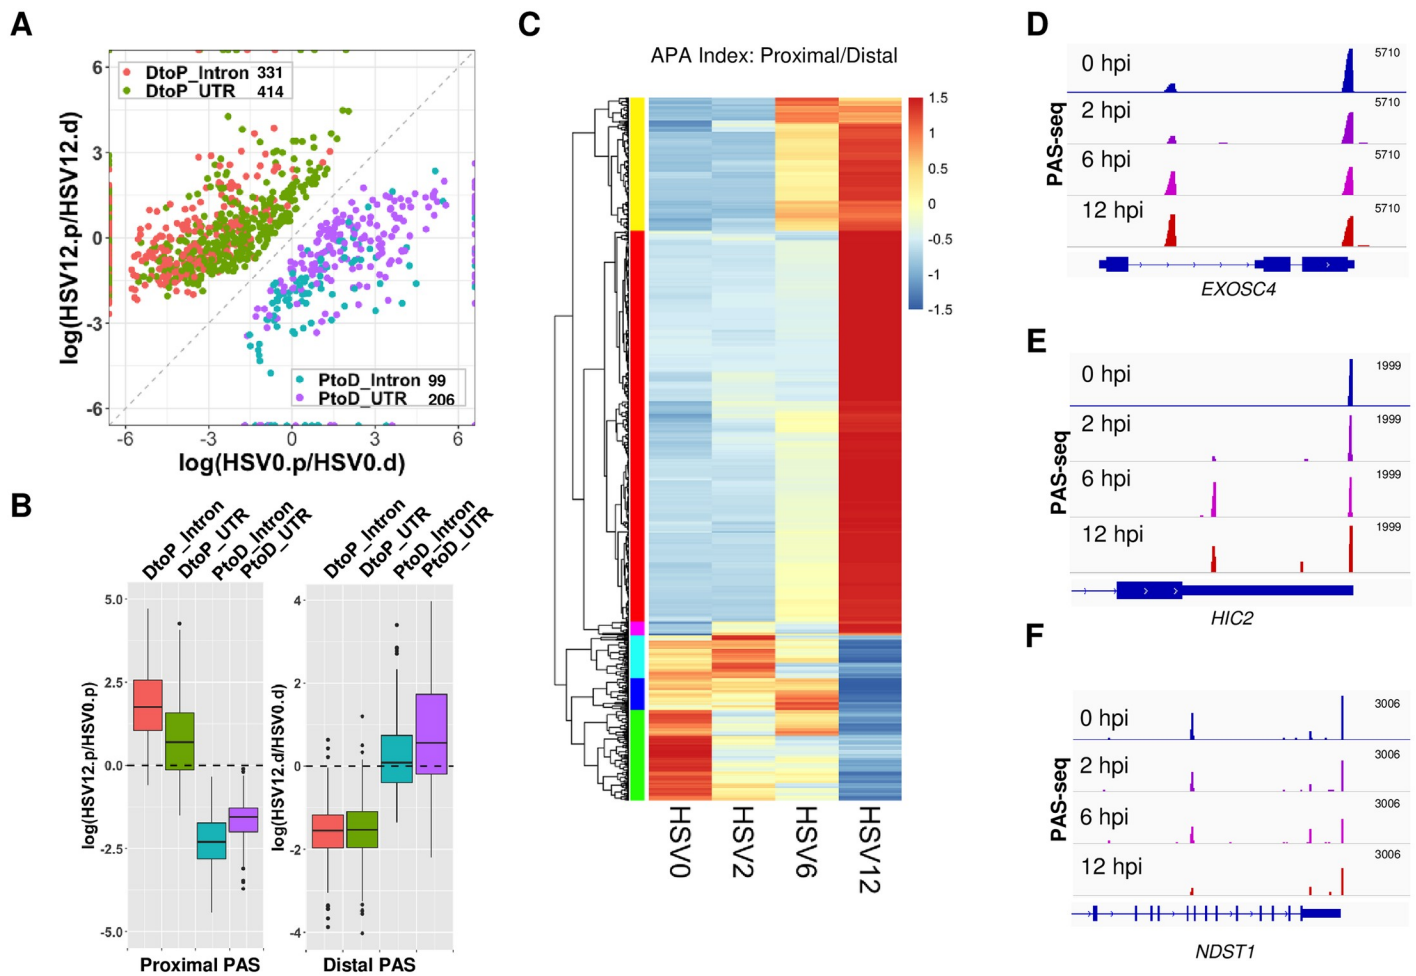 A
DtoP_Intron 331
DtoP_UTR 414
PtoD_Intron 99
PtoD_UTR 206
6
3
0
-3
-6
-6
-3
0
3
6
log(HSV12.p/HSV12.d)
log(HSV0.p/HSV0.d)
B
DtoP_Intron
DtoP_UTR
PtoD_Intron
PtoD_UTR
5.0
2.5
0.0
-2.5
-5.0
log(HSV12.p/HSV0.p)
Proximal PAS
DtoP_Intron
DtoP_UTR
PtoD_Intron
PtoD_UTR
4
2
0
-2
-4
log(HSV12.d/HSV0.d)
Distal PAS
C
APA Index: Proximal/Distal
1.5
1
0.5
0
-0.5
-1
-1.5
HSV0
HSV2
HSV6
HSV12
D
PAS-seq
0 hpi 5710
2 hpi 5710
6 hpi 5710
12 hpi 5710
EXOSC4
E
PAS-seq
0 hpi 1999
2 hpi 1999
6 hpi 1999
12 hpi 1999
HIC2
F
PAS-seq
0 hpi 3006
2 hpi 3006
6 hpi 3006
12 hpi 3006
NDST1